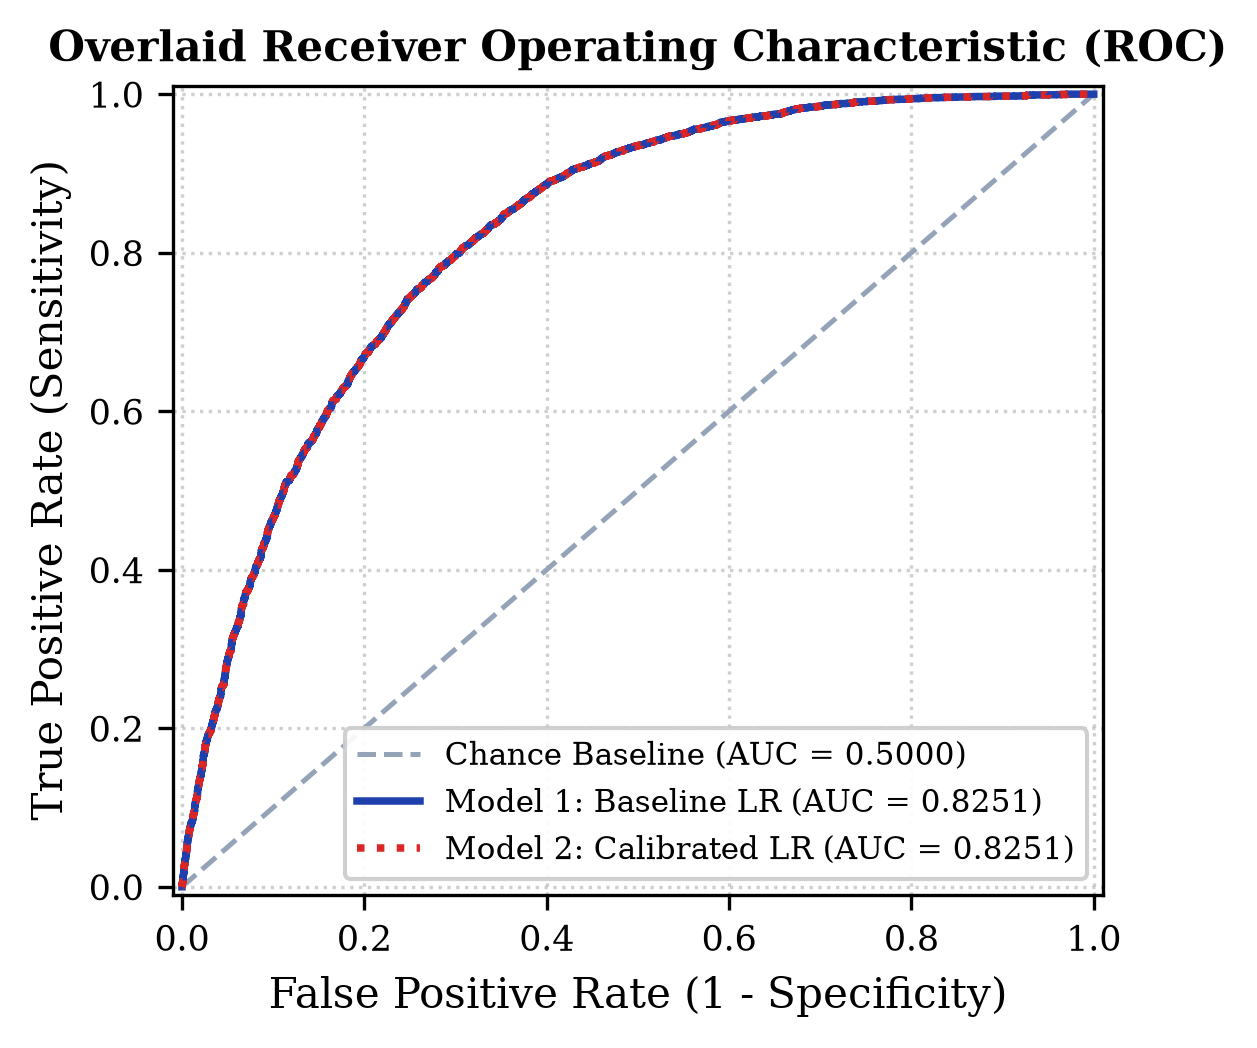 Overlaid Receiver Operating Characteristic (ROC)
True Positive Rate (Sensitivity)
1.0
0.8
0.6
0.4
0.2
0.0
Chance Baseline (AUC = 0.5000)
Model 1: Baseline LR (AUC = 0.8251)
Model 2: Calibrated LR (AUC = 0.8251)
0.0 0.2 0.4 0.6 0.8 1.0
False Positive Rate (1 - Specificity)